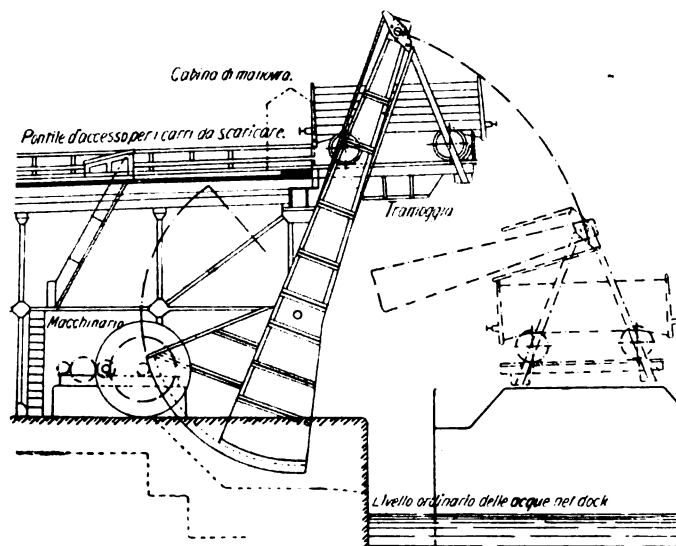 Cabina di manovra.
Pontile d'accesso per i carri da scaricare.
Tramoggia
Macchinario
Livello ordinario delle acque nel dock